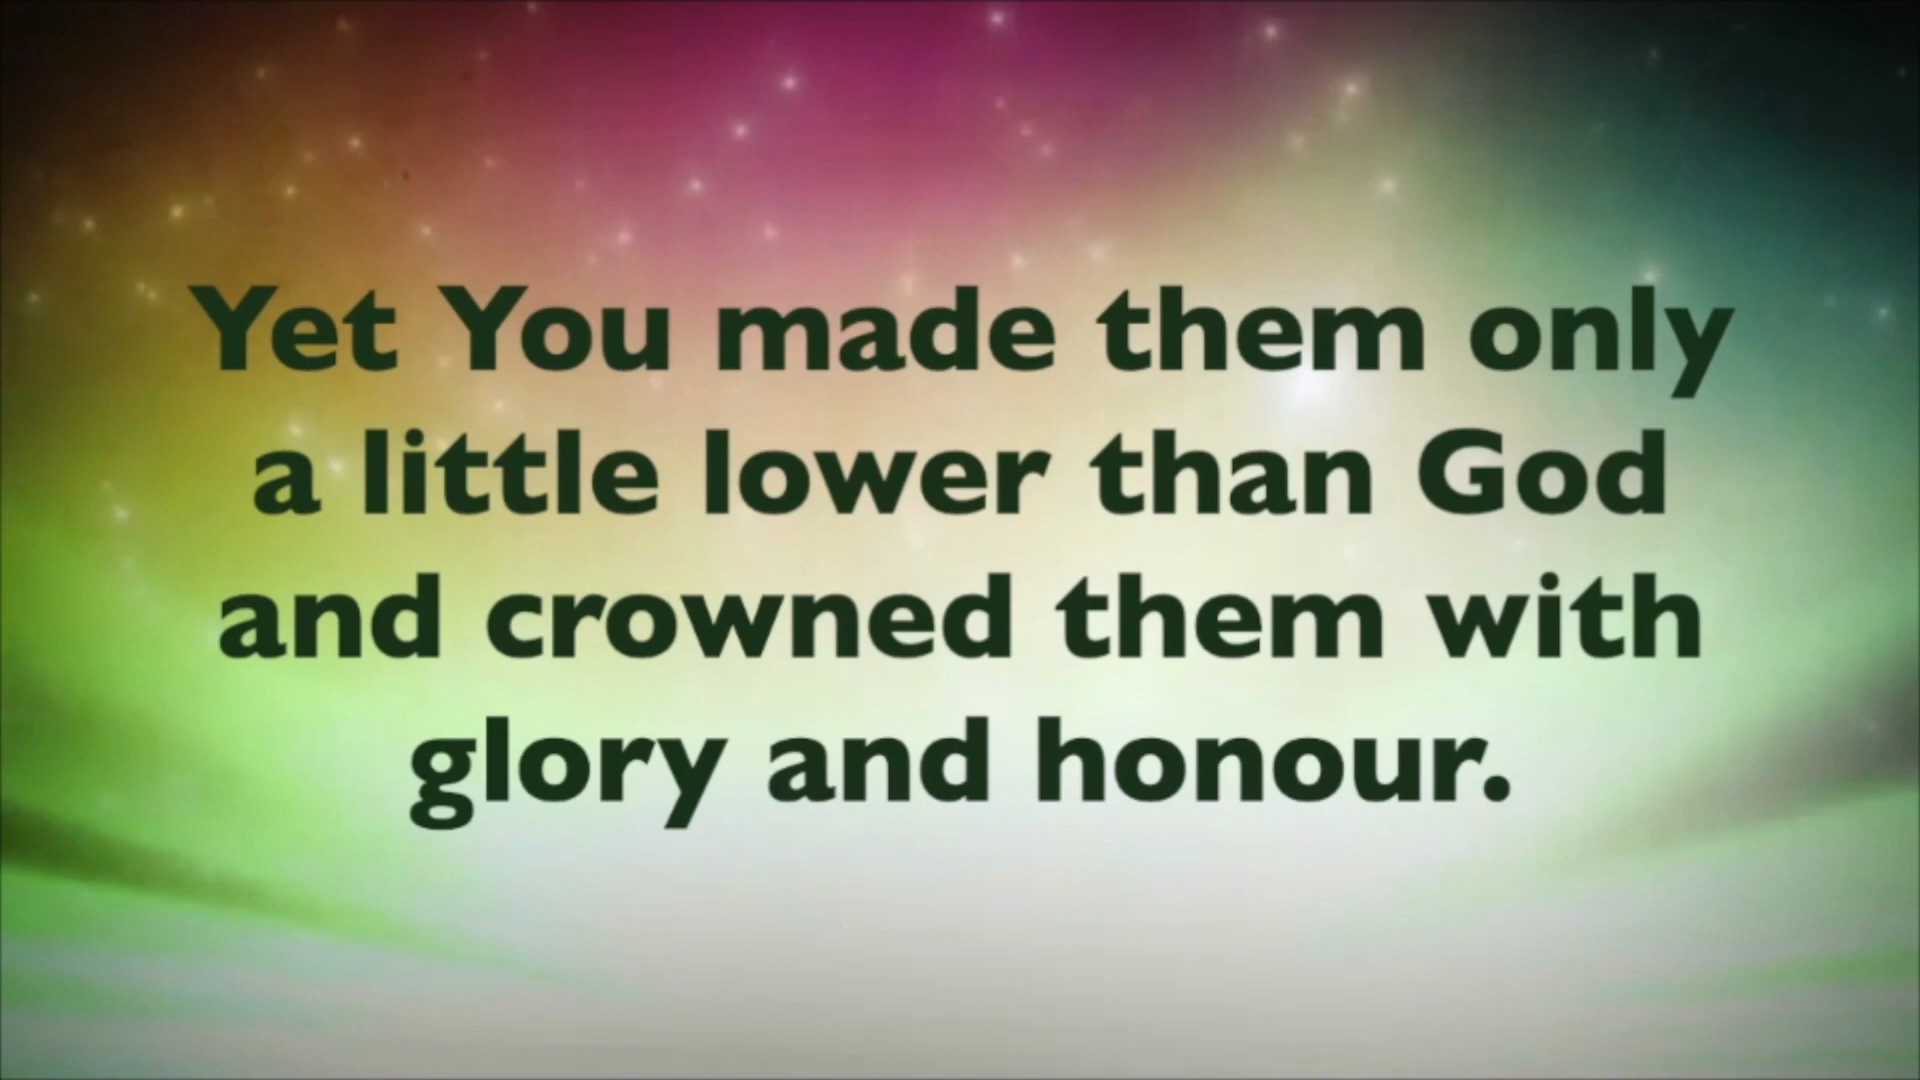 Yet You made them only
a little lower than God
and crowned them with
glory and honour.